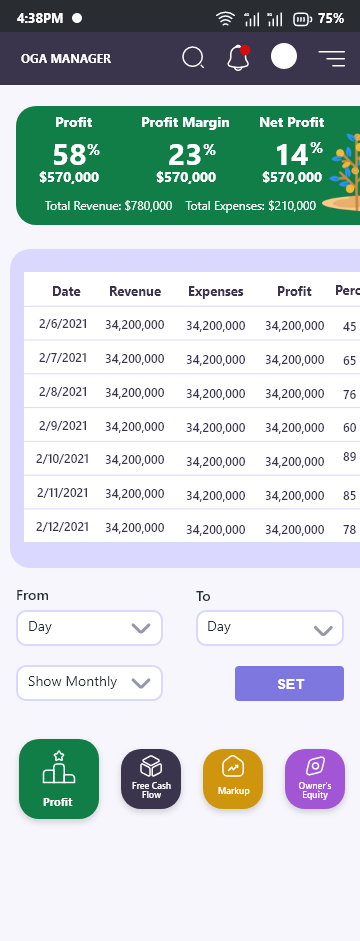 4:38PM 75%
OGA MANAGER
Profit Profit Margin Net Profit
58% 23% 14%
$570,000 $570,000 $570,000
Total Revenue: $780,000 Total Expenses: $210,000
Date Revenue Expenses Profit Perc
2/6/2021 34,200,000 34,200,000 34,200,000 45
2/7/2021 34,200,000 34,200,000 34,200,000 65
2/8/2021 34,200,000 34,200,000 34,200,000 76
2/9/2021 34,200,000 34,200,000 34,200,000 60
2/10/2021 34,200,000 34,200,000 34,200,000 89
2/11/2021 34,200,000 34,200,000 34,200,000 85
2/12/2021 34,200,000 34,200,000 34,200,000 78
From To
Day Day
Show Monthly SET
Profit
Free Cash
Flow
Markup
Owner's
Equity